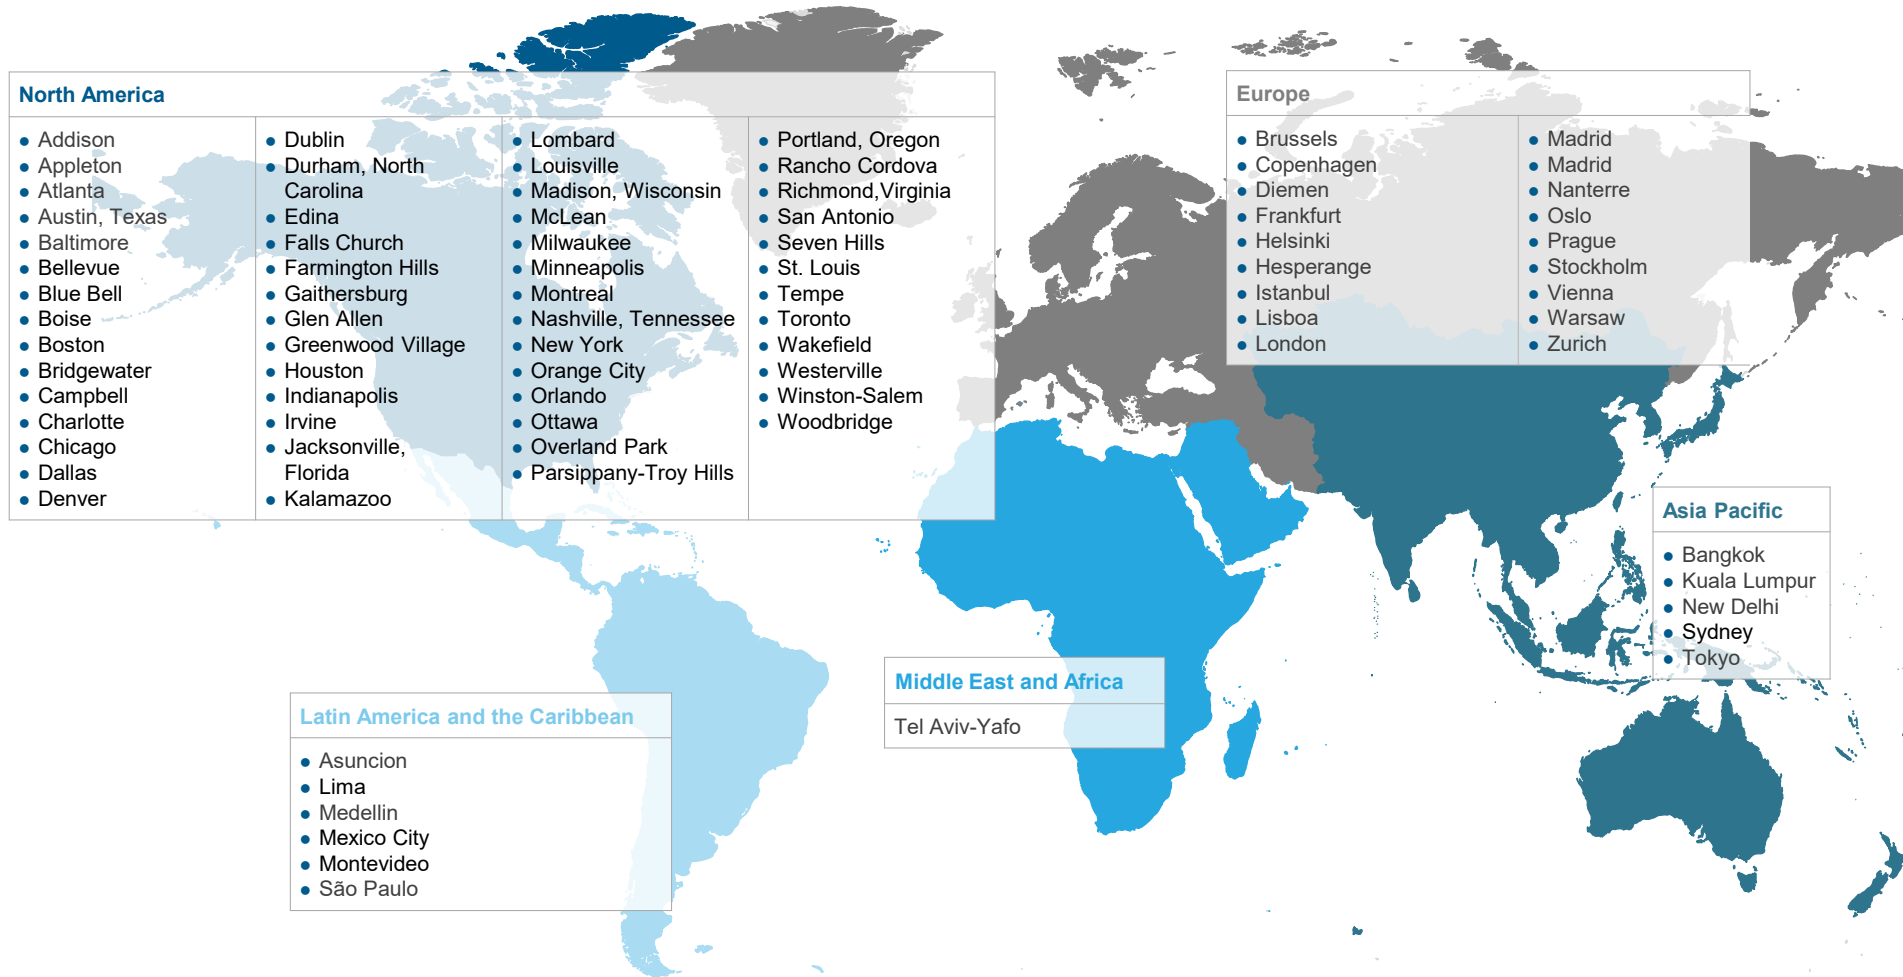 North America
Addison
Appleton
Atlanta
Austin, Texas
Baltimore
Bellevue
Blue Bell
Boise
Boston
Bridgewater
Campbell
Charlotte
Chicago
Dallas
Denver
Dublin
Durham, North
Carolina
Edina
Falls Church
Farmington Hills
Gaithersburg
Glen Allen
Greenwood Village
Houston
Indianapolis
Irvine
Jacksonville,
Florida
Kalamazoo
Lombard
Louisville
Madison, Wisconsin
McLean
Milwaukee
Minneapolis
Montreal
Nashville, Tennessee
New York
Orange City
Orlando
Ottawa
Overland Park
Parsippany-Troy Hills
Portland, Oregon
Rancho Cordova
Richmond,Virginia
San Antonio
Seven Hills
St. Louis
Tempe
Toronto
Wakefield
Westerville
Winston-Salem
Woodbridge
Europe
Brussels
Copenhagen
Diemen
Frankfurt
Helsinki
Hesperange
Istanbul
Lisboa
London
Madrid
Madrid
Nanterre
Oslo
Prague
Stockholm
Vienna
Warsaw
Zurich
Asia Pacific
Bangkok
Kuala Lumpur
New Delhi
Sydney
Tokyo
Middle East and Africa
Tel Aviv-Yafo
Latin America and the Caribbean
Asuncion
Lima
Medellin
Mexico City
Montevideo
São Paulo